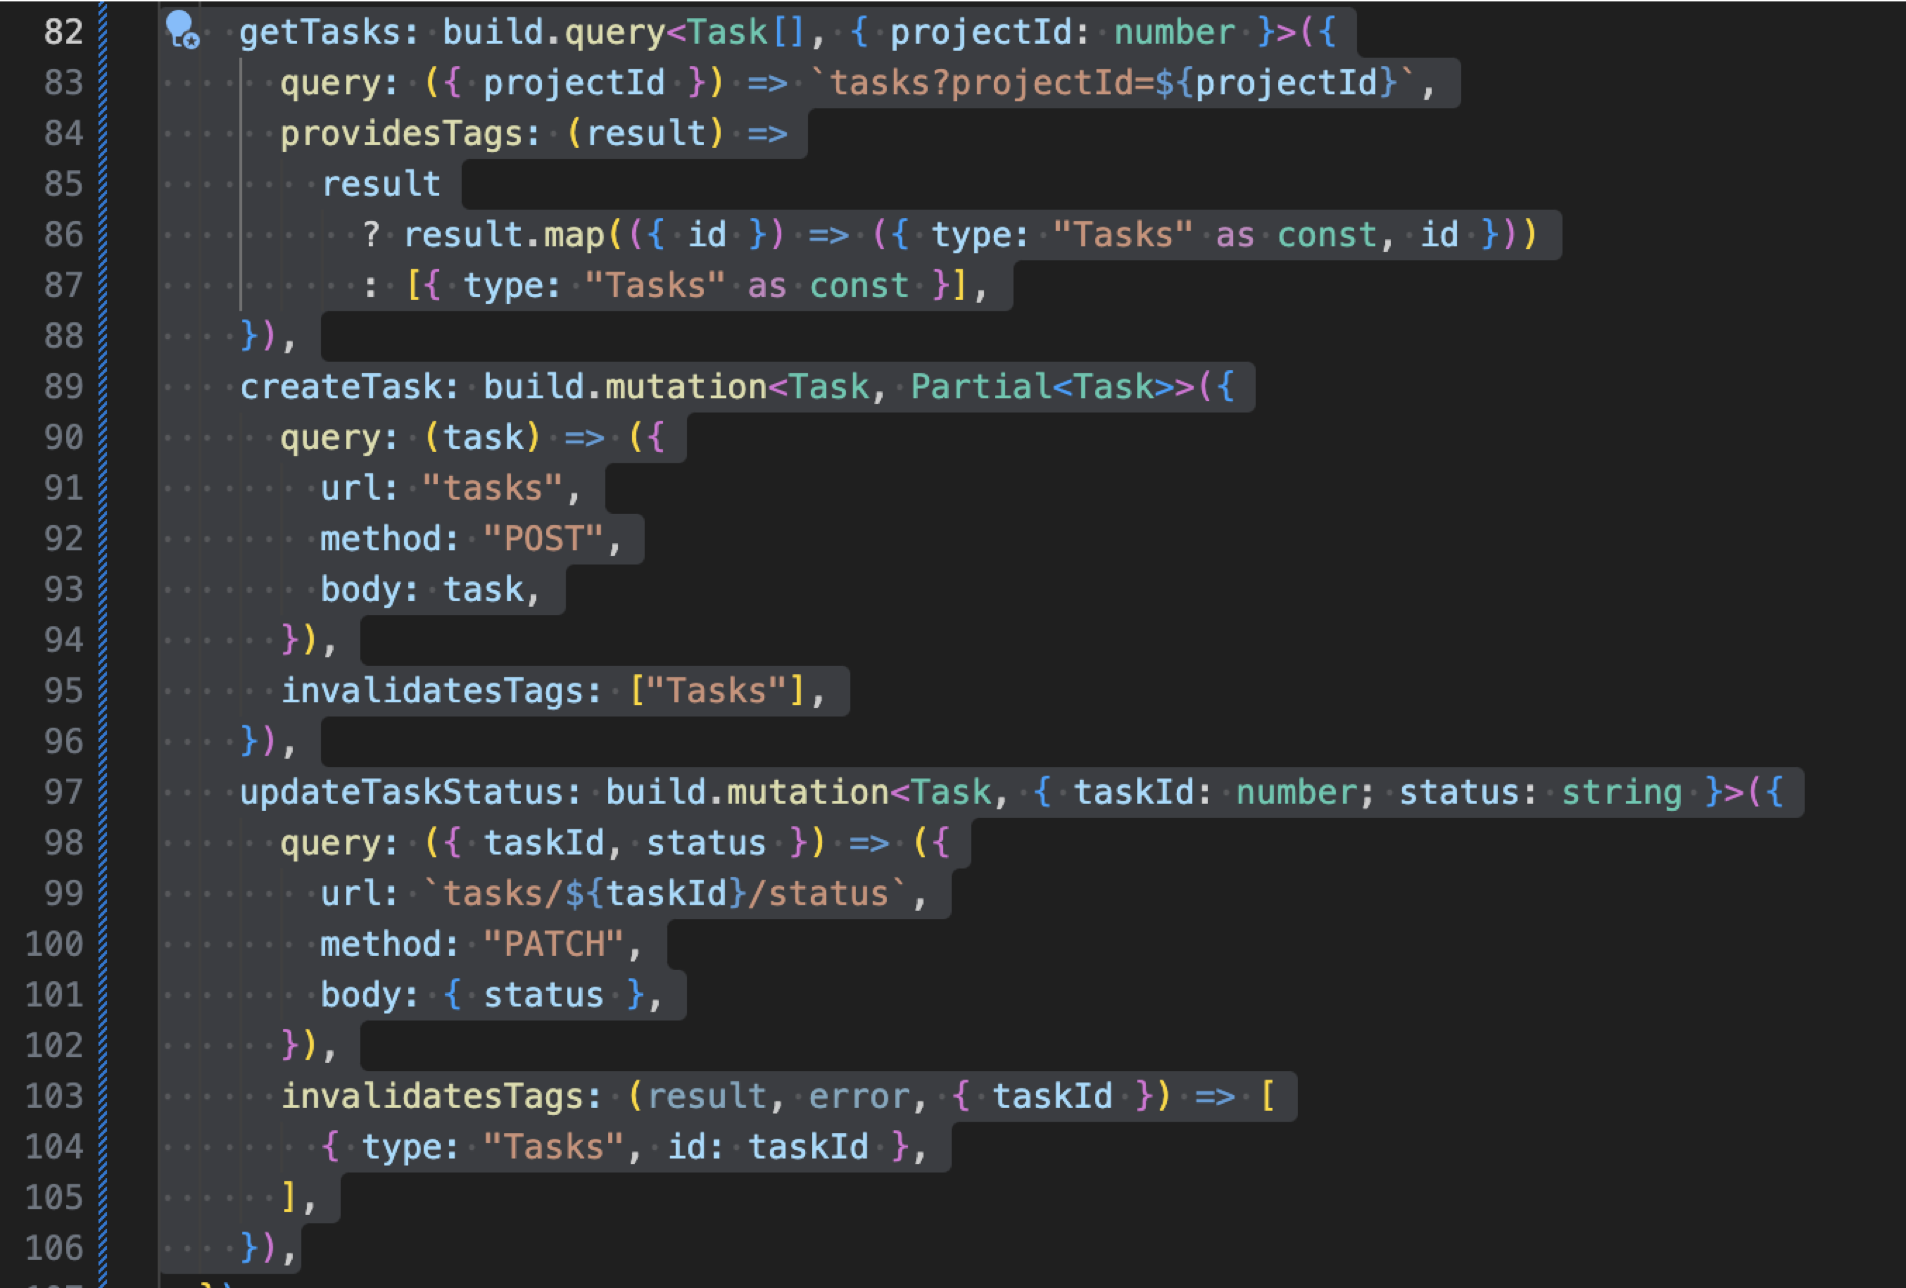 82 getTasks: build.query<Task[], { projectId: number }>({
83 query: ({ projectId }) => `tasks?projectId=${projectId}`,
84 providesTags: (result) =>
85 result
86 ? result.map(({ id }) => ({ type: "Tasks" as const, id }))
87 : [{ type: "Tasks" as const }],
88 }),
89 createTask: build.mutation<Task, Partial<Task>>({
90 query: (task) => ({
91 url: "tasks",
92 method: "POST",
93 body: task,
94 }),
95 invalidatesTags: ["Tasks"],
96 }),
97 updateTaskStatus: build.mutation<Task, { taskId: number; status: string }>({
98 query: ({ taskId, status }) => ({
99 url: `tasks/${taskId}/status`,
100 method: "PATCH",
101 body: { status },
102 }),
103 invalidatesTags: (result, error, { taskId }) => [
104 { type: "Tasks", id: taskId },
105 ],
106 }),